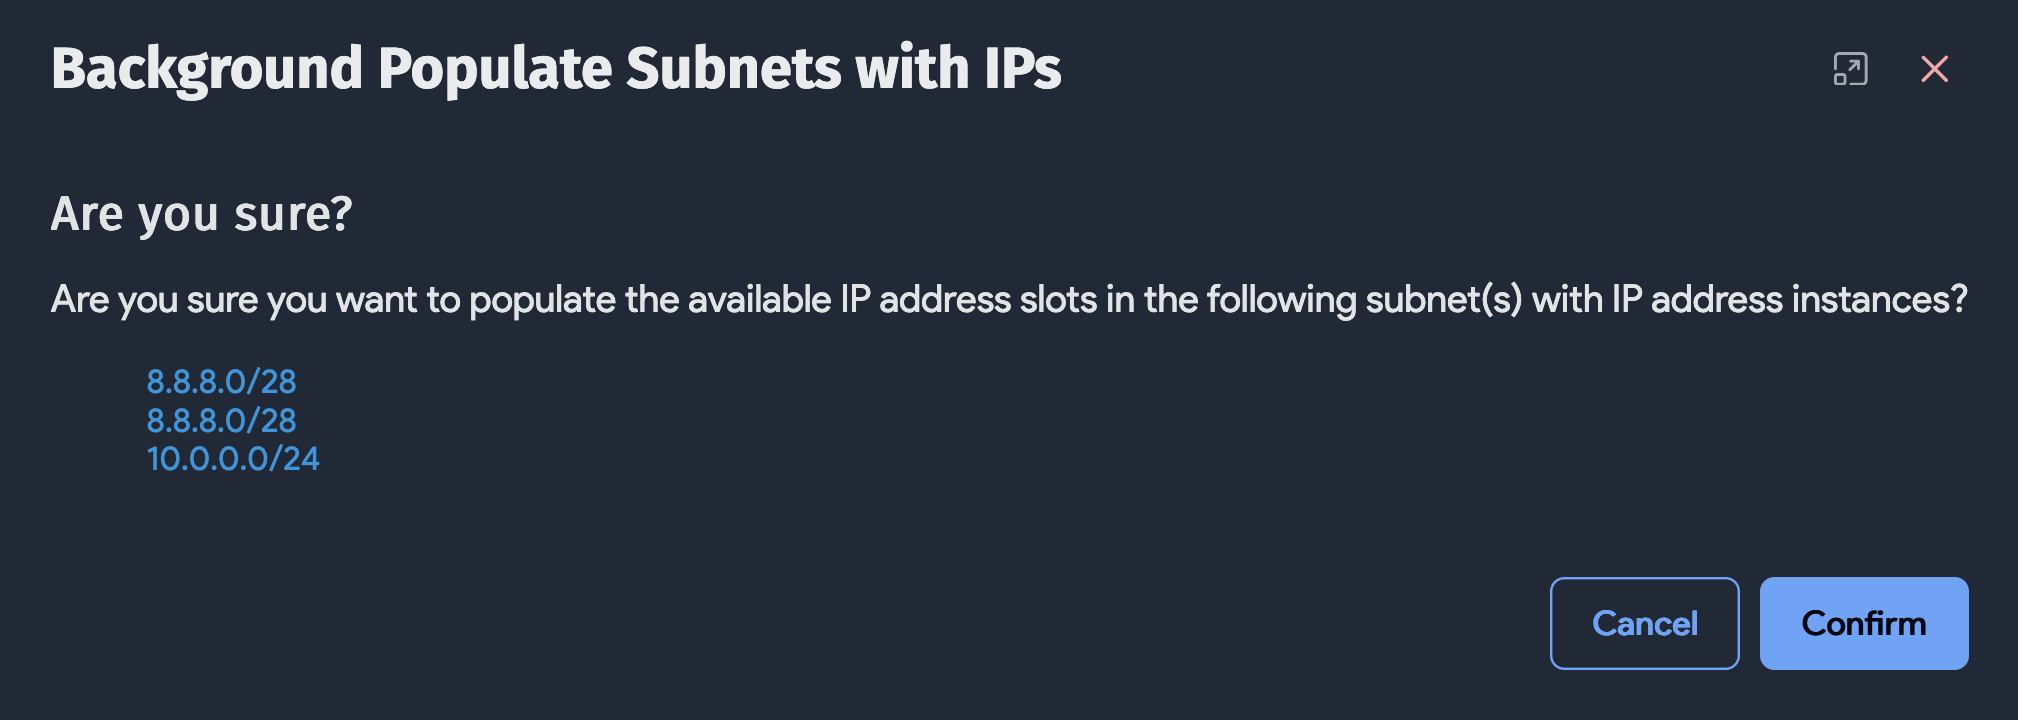 Background Populate Subnets with IPs
Are you sure?
Are you sure you want to populate the available IP address slots in the following subnet(s) with IP address instances?
8.8.8.0/28
8.8.8.0/28
10.0.0.0/24
Cancel Confirm